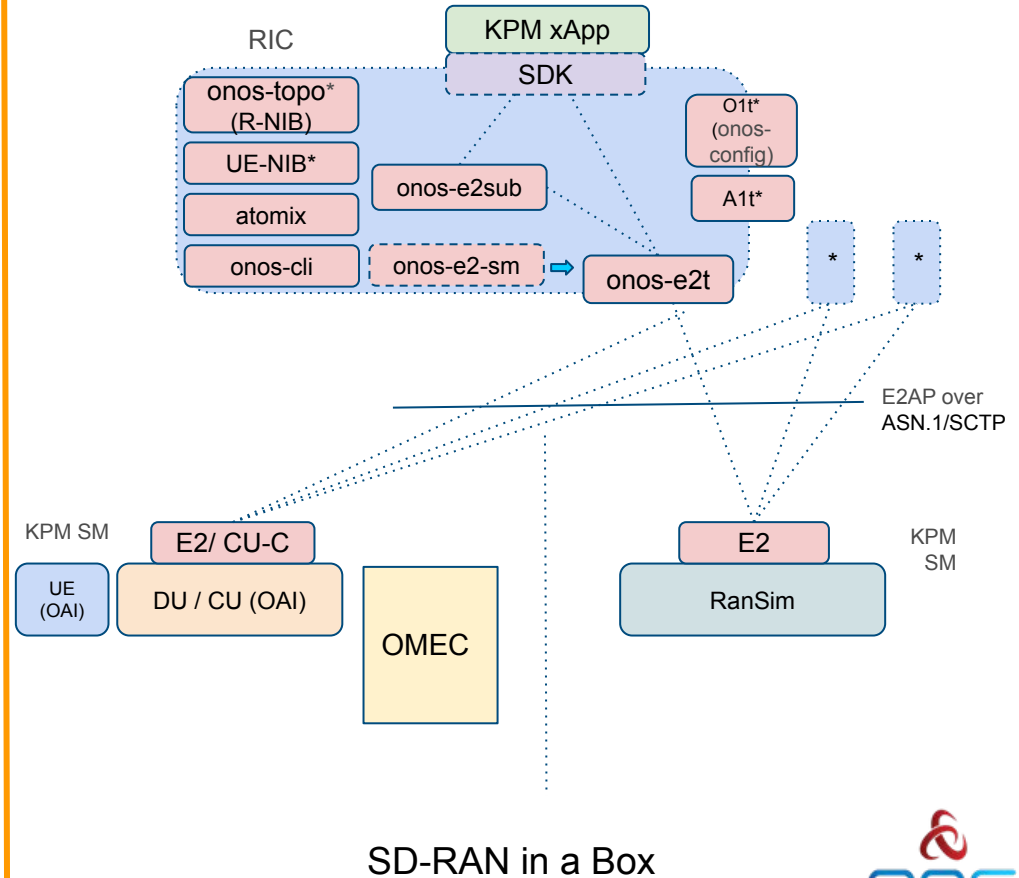 KPM xApp
RIC
SDK
onos-topo*
(R-NIB)
O1t*
(onos-
config)
UE-NIB*
onos-e2sub
A1t*
atomix
onos-cli
onos-e2-sm
onos-e2t
*
*
E2AP over
ASN.1/SCTP
KPM SM
E2/ CU-C
E2
KPM
SM
UE
(OAI)
DU / CU (OAI)
RanSim
OMEC
SD-RAN in a Box